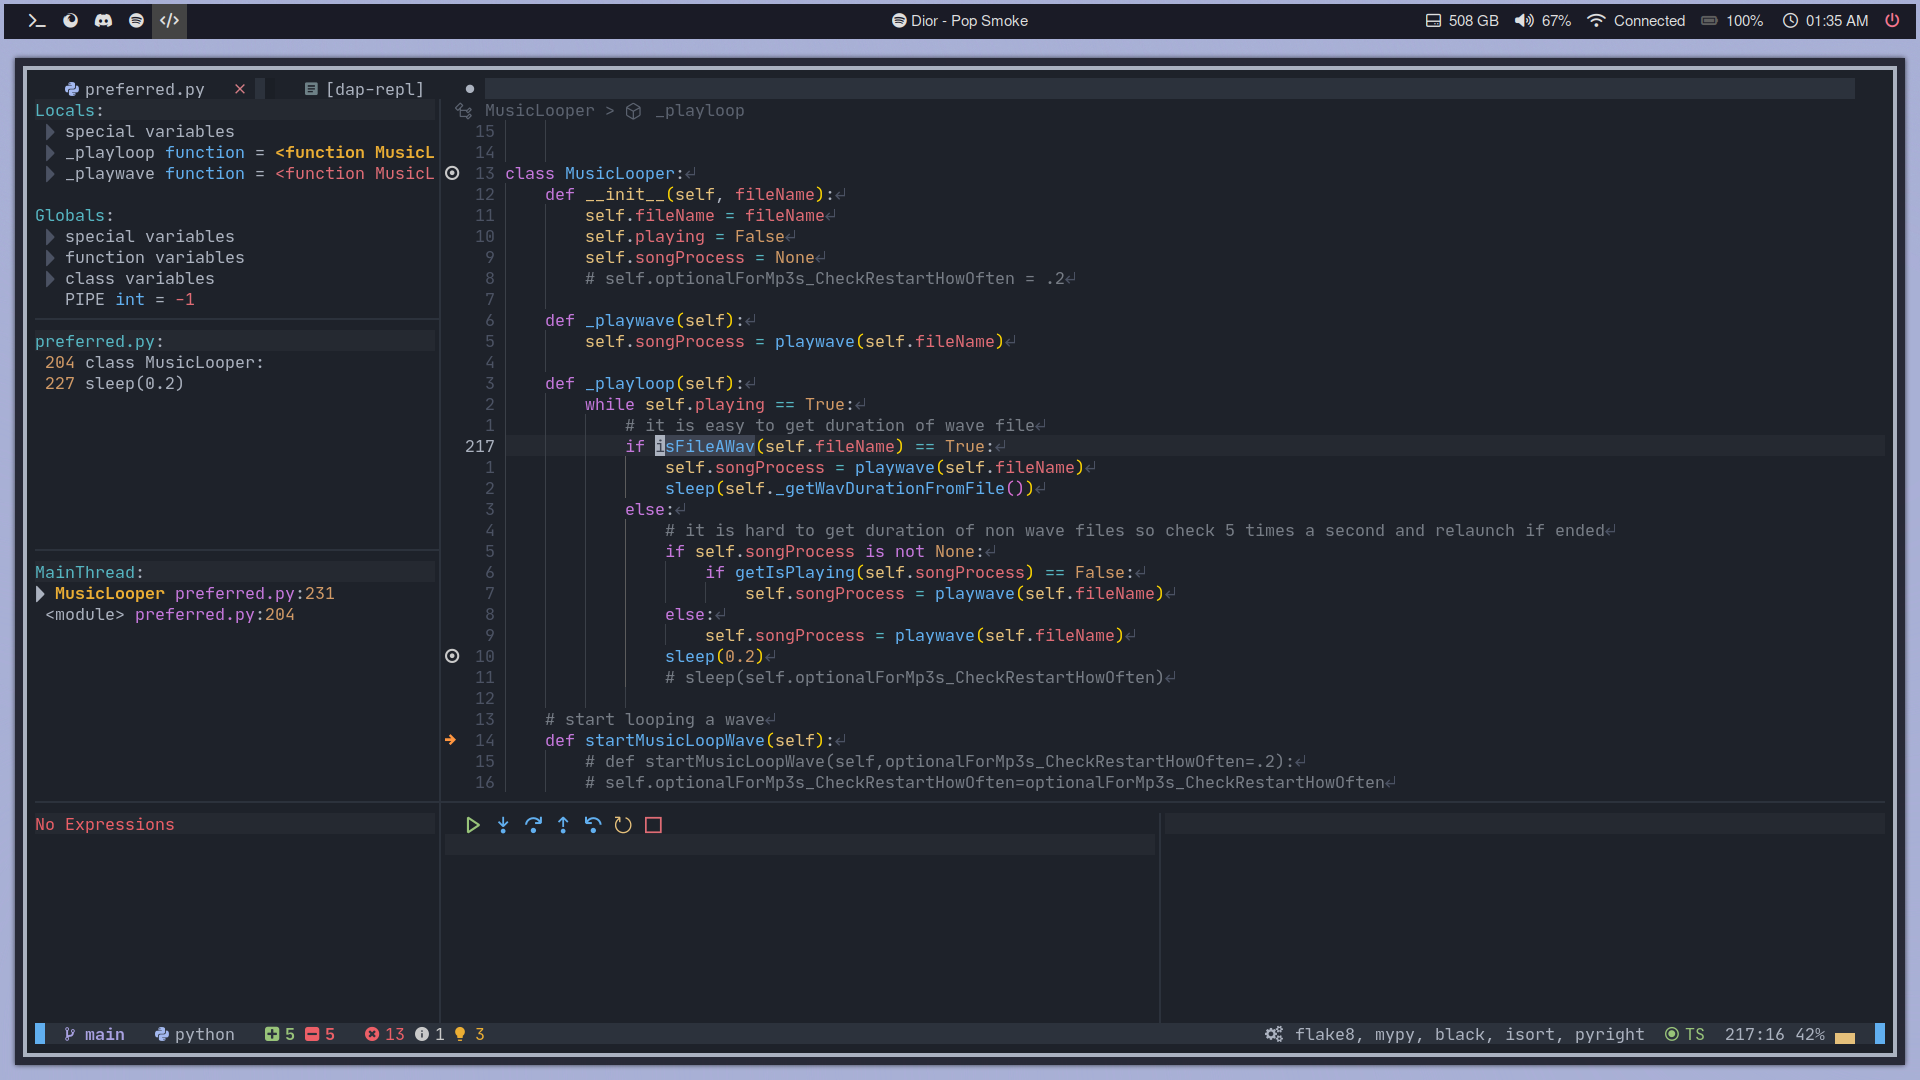 Dior - Pop Smoke
508 GB 67% Connected 100% 01:35 AM
preferred.py [dap-repl]
Locals:
special variables
_playloop function = <function MusicL
_playwave function = <function MusicL
Globals:
special variables
function variables
class variables
PIPE int = -1
preferred.py:
204 class MusicLooper:
227 sleep(0.2)
MainThread:
MusicLooper preferred.py:231
<module> preferred.py:204
No Expressions
MusicLooper > _playloop
15
14
13 class MusicLooper:↵
12 def __init__(self, fileName):↵
11 self.fileName = fileName↵
10 self.playing = False↵
9 self.songProcess = None↵
8 # self.optionalForMp3s_CheckRestartHowOften = .2↵
7
6 def _playwave(self):↵
5 self.songProcess = playwave(self.fileName)↵
4
3 def _playloop(self):↵
2 while self.playing == True:↵
1 # it is easy to get duration of wave file↵
217 if isFileAWav(self.fileName) == True:↵
1 self.songProcess = playwave(self.fileName)↵
2 sleep(self._getWavDurationFromFile())↵
3 else:↵
4 # it is hard to get duration of non wave files so check 5 times a second and relaunch if ended↵
5 if self.songProcess is not None:↵
6 if getIsPlaying(self.songProcess) == False:↵
7 self.songProcess = playwave(self.fileName)↵
8 else:↵
9 self.songProcess = playwave(self.fileName)↵
10 sleep(0.2)↵
11 # sleep(self.optionalForMp3s_CheckRestartHowOften)↵
12
13 # start looping a wave↵
14 def startMusicLoopWave(self):↵
15 # def startMusicLoopWave(self,optionalForMp3s_CheckRestartHowOften=.2):↵
16 # self.optionalForMp3s_CheckRestartHowOften=optionalForMp3s_CheckRestartHowOften↵
main python 5 5 13 1 3 flake8, mypy, black, isort, pyright TS 217:16 42%